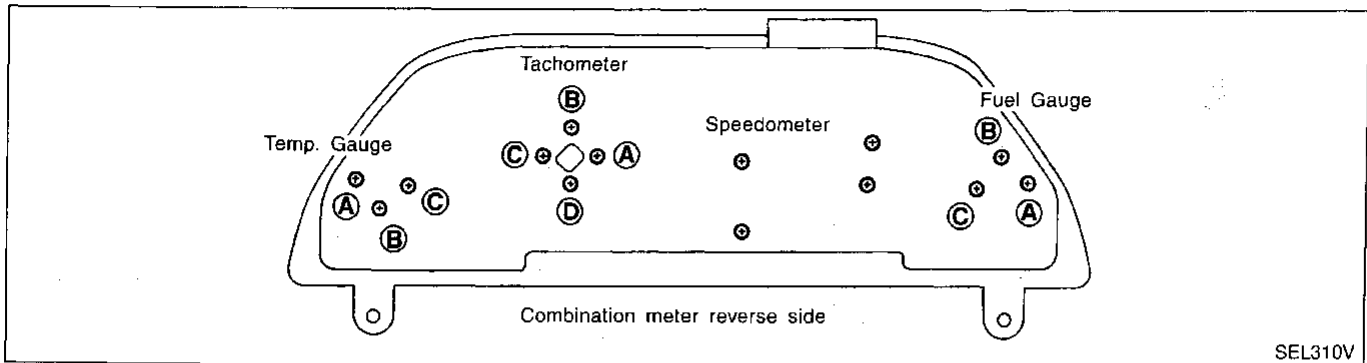 Tachometer
B
Fuel Gauge
B
Speedometer
Temp. Gauge
C A
A C
B
D
C A
Combination meter reverse side
SEL310V